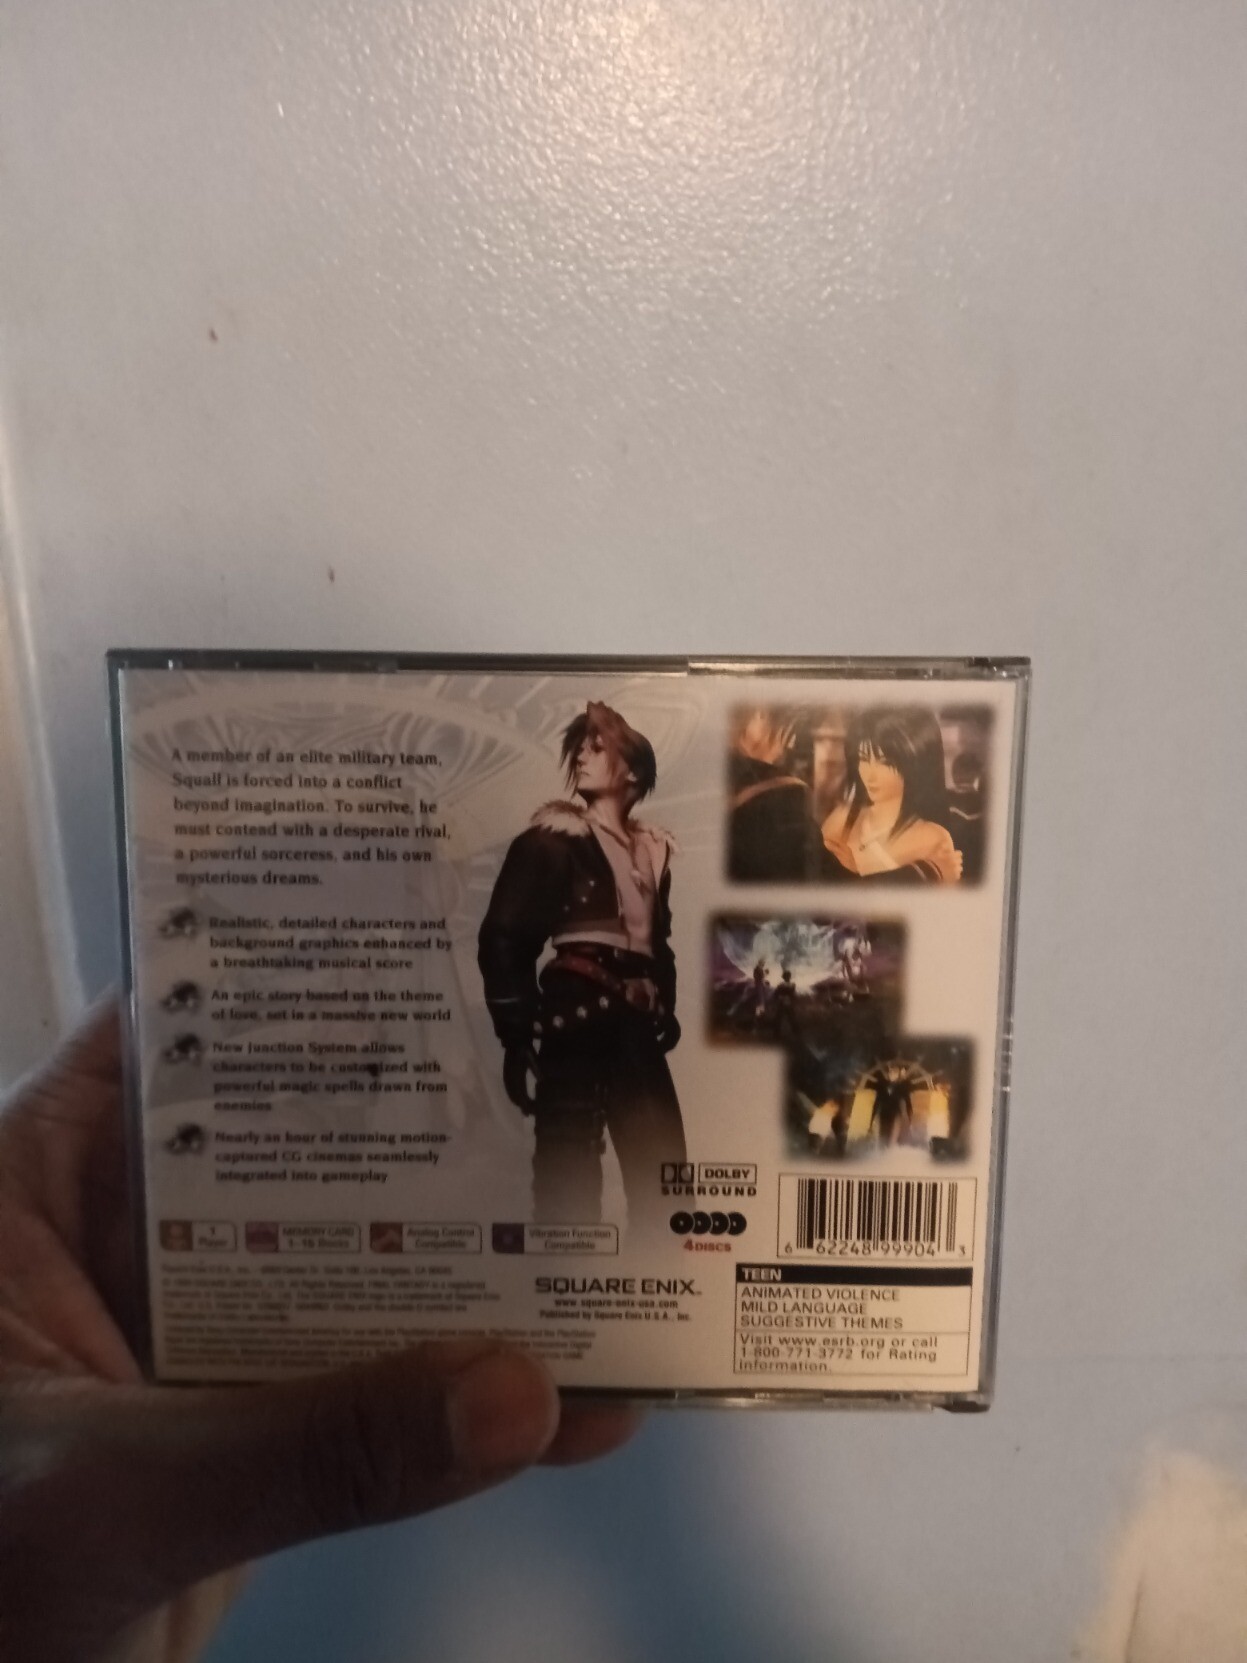 A member of an elite military team,
Squall is forced into a conflict
beyond imagination. To survive, he
must contend with a desperate rival,
a powerful sorceress, and his own
mysterious dreams.
Realistic, detailed characters and
background graphics enhanced by
a breathtaking musical score
An epic story based on the theme
of love, set in a massive new world
New Junction System allows
characters to be customized with
powerful magic spells drawn from
enemies
Nearly an hour of stunning motion-
captured CG cinemas seamlessly
integrated into gameplay
DOLBY
SURROUND
4 DISCS
1
Player
MEMORY CARD
1-15 Blocks
Analog Control
Compatible
Vibration Function
Compatible
SQUARE ENIX™
www.square-enix-usa.com
Published by Square Enix U.S.A., Inc.
6 62248 99904 3
TEEN
ANIMATED VIOLENCE
MILD LANGUAGE
SUGGESTIVE THEMES
Visit www.esrb.org or call
1-800-771-3772 for Rating
Information.